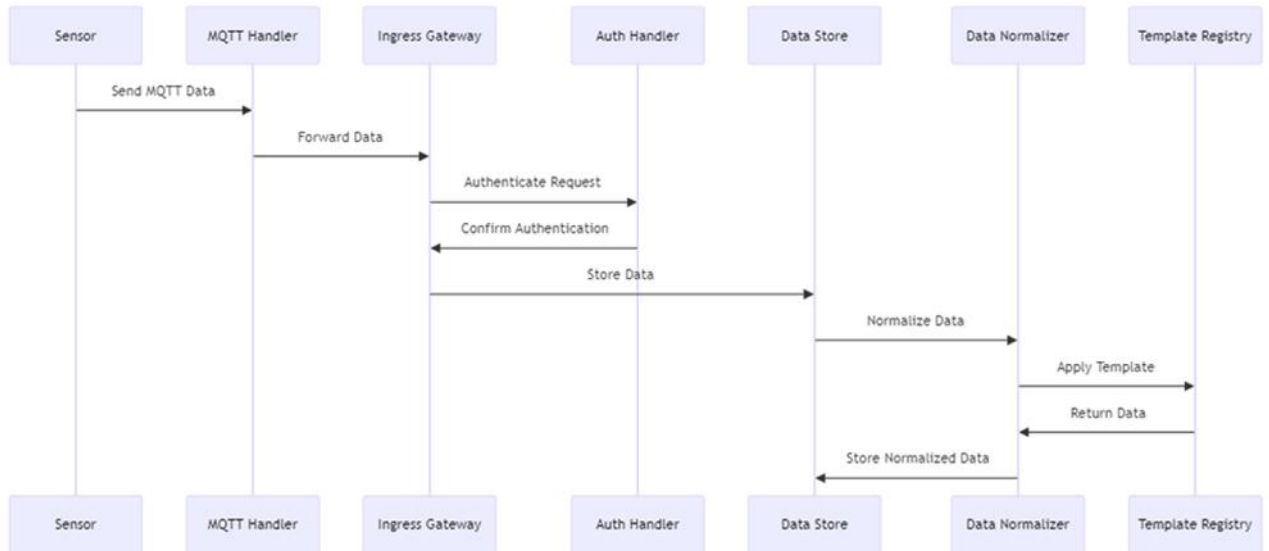 Sensor
MQTT Handler
Ingress Gateway
Auth Handler
Data Store
Data Normalizer
Template Registry
Send MQTT Data
Forward Data
Authenticate Request
Confirm Authentication
Store Data
Normalize Data
Apply Template
Return Data
Store Normalized Data
Sensor
MQTT Handler
Ingress Gateway
Auth Handler
Data Store
Data Normalizer
Template Registry